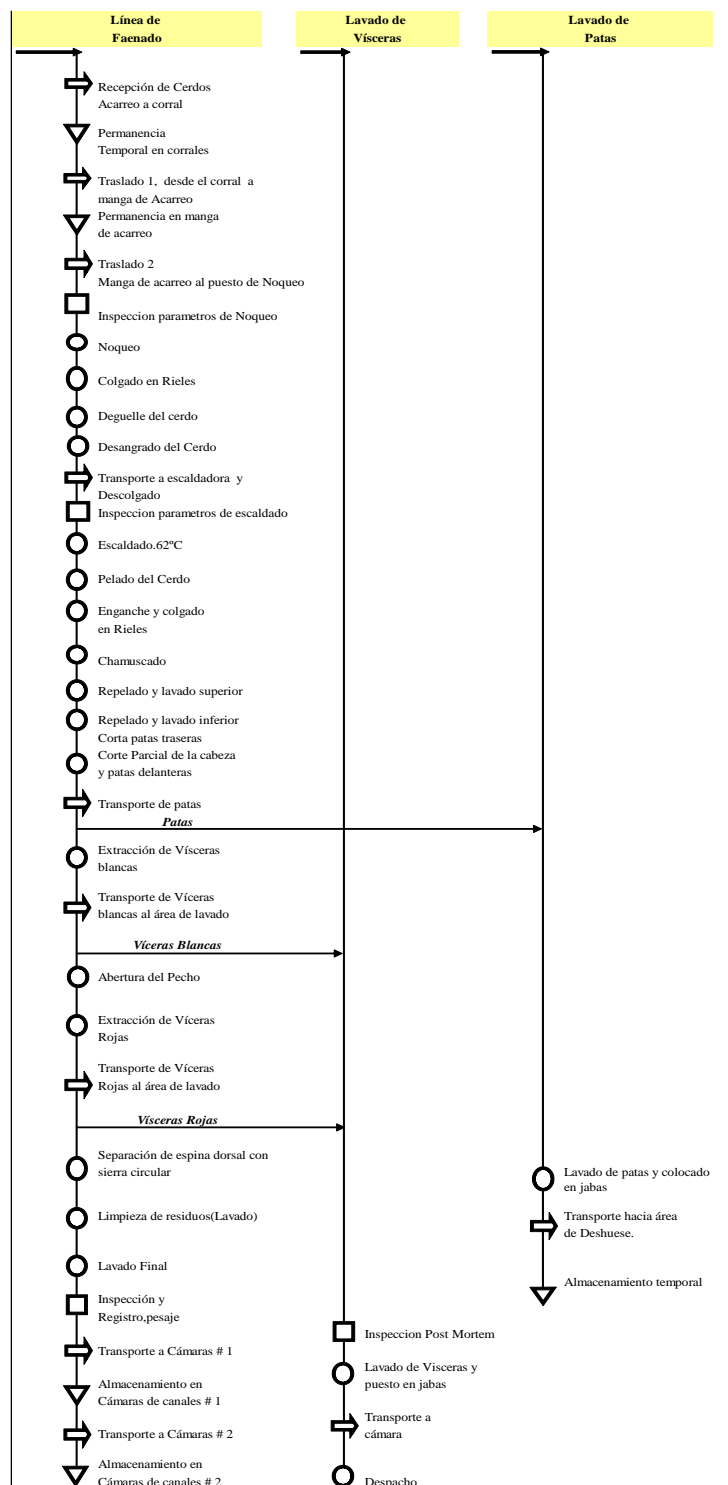 Línea de
Faenado
Lavado de
Vísceras
Lavado de
Patas
Recepción de Cerdos
Acarreo a corral
Permanencia
Temporal en corrales
Traslado 1, desde el corral a
manga de Acarreo
Permanencia en manga
de acarreo
Traslado 2
Manga de acarreo al puesto de Noqueo
Inspeccion parametros de Noqueo
Noqueo
Colgado en Rieles
Deguelle del cerdo
Desangrado del Cerdo
Transporte a escaldadora y
Descolgado
Inspeccion parametros de escaldado
Escaldado.62ºC
Pelado del Cerdo
Enganche y colgado
en Rieles
Chamuscado
Repelado y lavado superior
Repelado y lavado inferior
Corta patas traseras
Corte Parcial de la cabeza
y patas delanteras
Transporte de patas
Patas
Extracción de Vísceras
blancas
Transporte de Víceras
blancas al área de lavado
Víceras Blancas
Abertura del Pecho
Extracción de Víceras
Rojas
Transporte de Víceras
Rojas al área de lavado
Vísceras Rojas
Separación de espina dorsal con
sierra circular
Limpieza de residuos(Lavado)
Lavado Final
Inspección y
Registro,pesaje
Transporte a Cámaras # 1
Almacenamiento en
Cámaras de canales # 1
Transporte a Cámaras # 2
Almacenamiento en
Cámaras de canales # 2
Inspeccion Post Mortem
Lavado de Visceras y
puesto en jabas
Transporte a
cámara
Despacho
Lavado de patas y colocado
en jabas
Transporte hacia área
de Deshuese.
Almacenamiento temporal